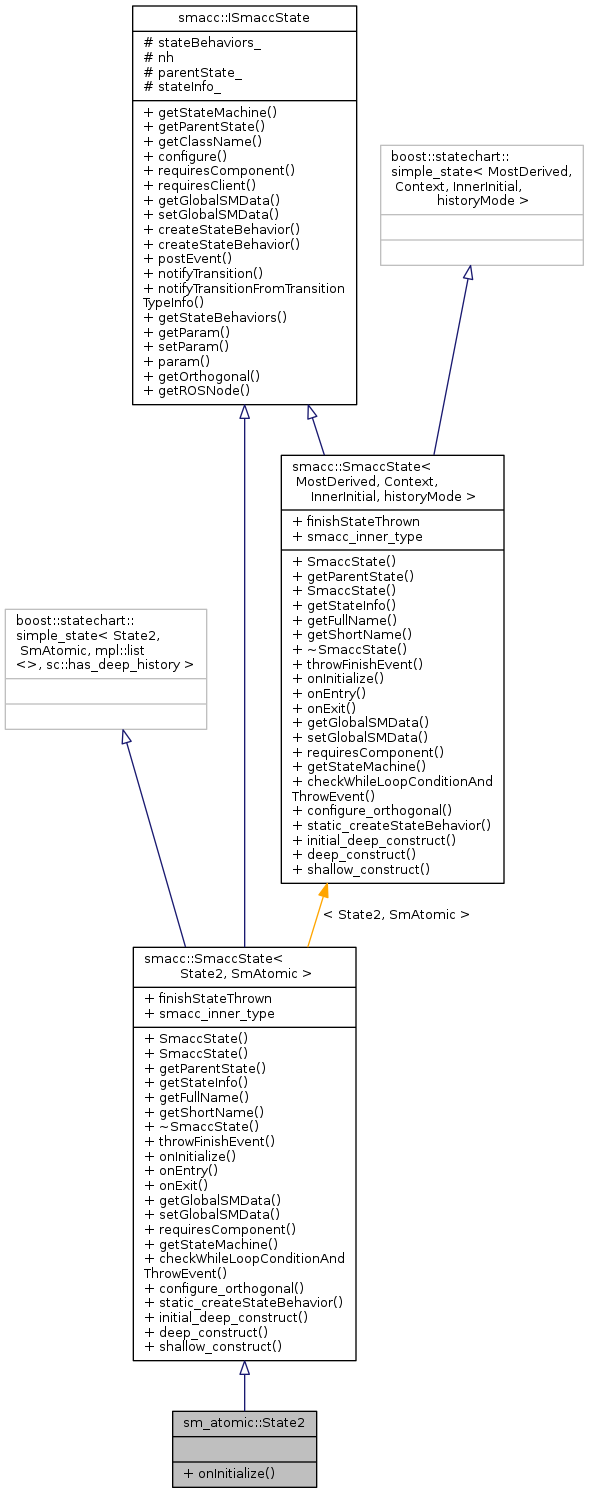 smacc::ISmaccState
# stateBehaviors_
# nh
# parentState_
# stateInfo_
+ getStateMachine()
+ getParentState()
+ getClassName()
+ configure()
+ requiresComponent()
+ requiresClient()
+ getGlobalSMData()
+ setGlobalSMData()
+ createStateBehavior()
+ createStateBehavior()
+ postEvent()
+ notifyTransition()
+ notifyTransitionFromTransition
TypeInfo()
+ getStateBehaviors()
+ getParam()
+ setParam()
+ param()
+ getOrthogonal()
+ getROSNode()
boost::statechart::
simple_state< MostDerived,
Context, InnerInitial,
historyMode >
smacc::SmaccState<
MostDerived, Context,
InnerInitial, historyMode >
+ finishStateThrown
+ smacc_inner_type
+ SmaccState()
+ getParentState()
+ SmaccState()
+ getStateInfo()
+ getFullName()
+ getShortName()
+ ~SmaccState()
+ throwFinishEvent()
+ onInitialize()
+ onEntry()
+ onExit()
+ getGlobalSMData()
+ setGlobalSMData()
+ requiresComponent()
+ getStateMachine()
+ checkWhileLoopConditionAnd
ThrowEvent()
+ configure_orthogonal()
+ static_createStateBehavior()
+ initial_deep_construct()
+ deep_construct()
+ shallow_construct()
boost::statechart::
simple_state< State2,
SmAtomic, mpl::list
<>, sc::has_deep_history >
< State2, SmAtomic >
smacc::SmaccState<
State2, SmAtomic >
+ finishStateThrown
+ smacc_inner_type
+ SmaccState()
+ SmaccState()
+ getParentState()
+ getStateInfo()
+ getFullName()
+ getShortName()
+ ~SmaccState()
+ throwFinishEvent()
+ onInitialize()
+ onEntry()
+ onExit()
+ getGlobalSMData()
+ setGlobalSMData()
+ requiresComponent()
+ getStateMachine()
+ checkWhileLoopConditionAnd
ThrowEvent()
+ configure_orthogonal()
+ static_createStateBehavior()
+ initial_deep_construct()
+ deep_construct()
+ shallow_construct()
sm_atomic::State2
+ onInitialize()